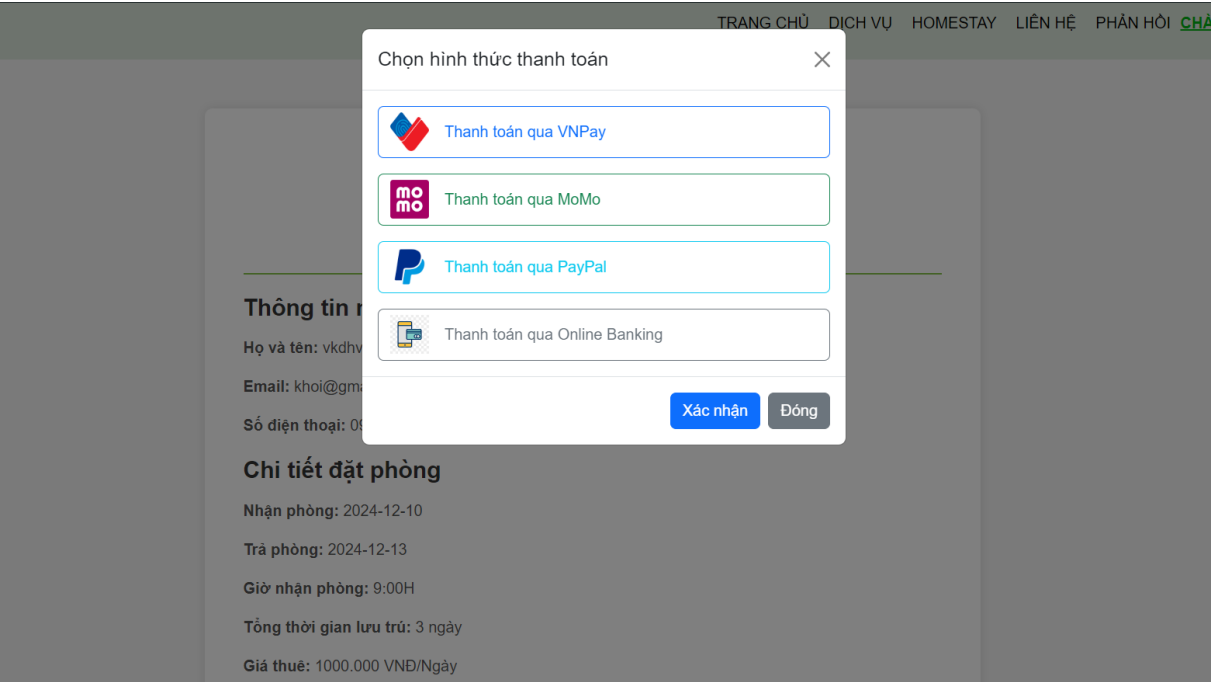 TRANG CHỦ DỊCH VỤ HOMESTAY LIÊN HỆ PHẢN HỒI
Chọn hình thức thanh toán
Thanh toán qua VNPay
mo mo Thanh toán qua MoMo
Thanh toán qua PayPal
Thanh toán qua Online Banking
Xác nhận Đóng
Thông tin
Họ và tên:
Email:
Số điện thoại:
Chi tiết đặt phòng
Nhận phòng: 2024-12-10
Trả phòng: 2024-12-13
Giờ nhận phòng: 9:00H
Tổng thời gian lưu trú: 3 ngày
Giá thuê: 1000.000 VNĐ/Ngày